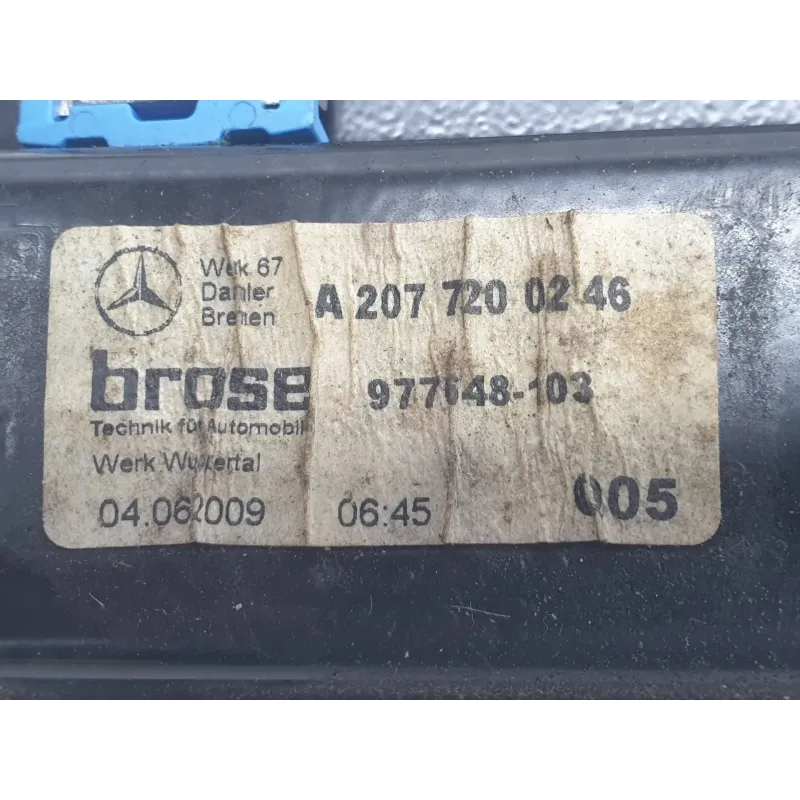 Werk 67
Daimler
Bremen
A 207 720 02 46
brose
977648-103
Technik für Automobil
Werk Wuppertal
04.06.2009
06:45
005